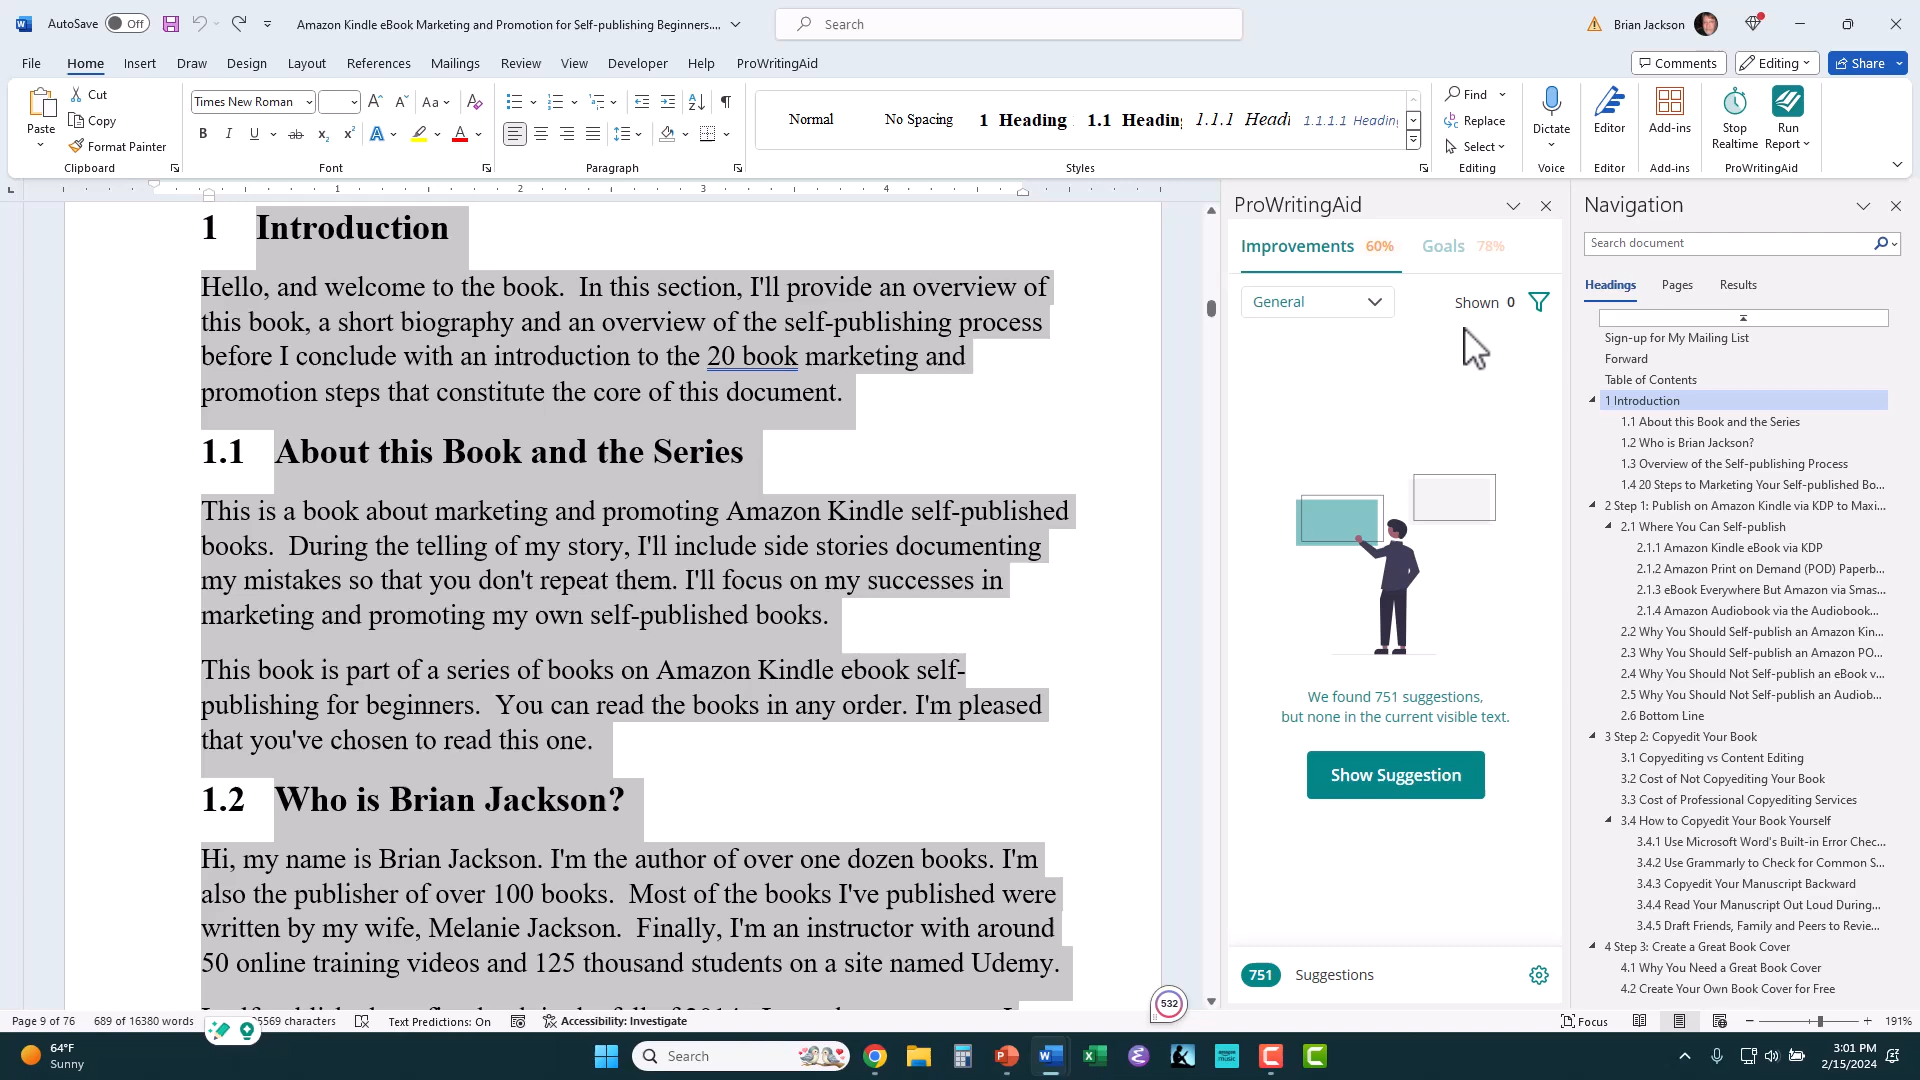 AutoSave Off Amazon Kindle eBook Marketing and Promotion for Self-publishing Beginners.... Search Brian Jackson
File Home Insert Draw Design Layout References Mailings Review View Developer Help ProWritingAid Comments Editing Share
Paste Cut Copy Format Painter
Times New Roman
Normal No Spacing 1 Heading 1.1 Heading 1.1.1 Headi 1.1.1.1 Heading
Find Replace Select
Dictate Editor Add-ins Stop Realtime Run Report
Clipboard Font Paragraph Styles Editing Voice Editor Add-ins ProWritingAid
1 2 3 4
1 Introduction
Hello, and welcome to the book. In this section, I'll provide an overview of
this book, a short biography and an overview of the self-publishing process
before I conclude with an introduction to the 20 book marketing and
promotion steps that constitute the core of this document.
1.1 About this Book and the Series
This is a book about marketing and promoting Amazon Kindle self-published
books. During the telling of my story, I'll include side stories documenting
my mistakes so that you don't repeat them. I'll focus on my successes in
marketing and promoting my own self-published books.
This book is part of a series of books on Amazon Kindle ebook self-
publishing for beginners. You can read the books in any order. I'm pleased
that you've chosen to read this one.
1.2 Who is Brian Jackson?
Hi, my name is Brian Jackson. I'm the author of over one dozen books. I'm
also the publisher of over 100 books. Most of the books I've published were
written by my wife, Melanie Jackson. Finally, I'm an instructor with around
50 online training videos and 125 thousand students on a site named Udemy.
532
ProWritingAid
Improvements 60% Goals 78%
General Shown 0
We found 751 suggestions,
but none in the current visible text.
Show Suggestion
751 Suggestions
Navigation
Search document
Headings Pages Results
Sign-up for My Mailing List
Forward
Table of Contents
1 Introduction
1.1 About this Book and the Series
1.2 Who is Brian Jackson?
1.3 Overview of the Self-publishing Process
1.4 20 Steps to Marketing Your Self-published Bo...
2 Step 1: Publish on Amazon Kindle via KDP to Maxi...
2.1 Where You Can Self-publish
2.1.1 Amazon Kindle eBook via KDP
2.1.2 Amazon Print on Demand (POD) Paperb...
2.1.3 eBook Everywhere But Amazon via Smas...
2.1.4 Amazon Audiobook via the Audiobook...
2.2 Why You Should Self-publish an Amazon Kin...
2.3 Why You Should Self-publish an Amazon PO...
2.4 Why You Should Not Self-publish an eBook v...
2.5 Why You Should Not Self-publish an Audiob...
2.6 Bottom Line
3 Step 2: Copyedit Your Book
3.1 Copyediting vs Content Editing
3.2 Cost of Not Copyediting Your Book
3.3 Cost of Professional Copyediting Services
3.4 How to Copyedit Your Book Yourself
3.4.1 Use Microsoft Word's Built-in Error Chec...
3.4.2 Use Grammarly to Check for Common S...
3.4.3 Copyedit Your Manuscript Backward
3.4.4 Read Your Manuscript Out Loud During...
3.4.5 Draft Friends, Family and Peers to Revie...
4 Step 3: Create a Great Book Cover
4.1 Why You Need a Great Book Cover
4.2 Create Your Own Book Cover for Free
Page 9 of 76 689 of 16380 words characters Text Predictions: On Accessibility: Investigate Focus 191%
64°F
Sunny
Search
3:01 PM
2/15/2024